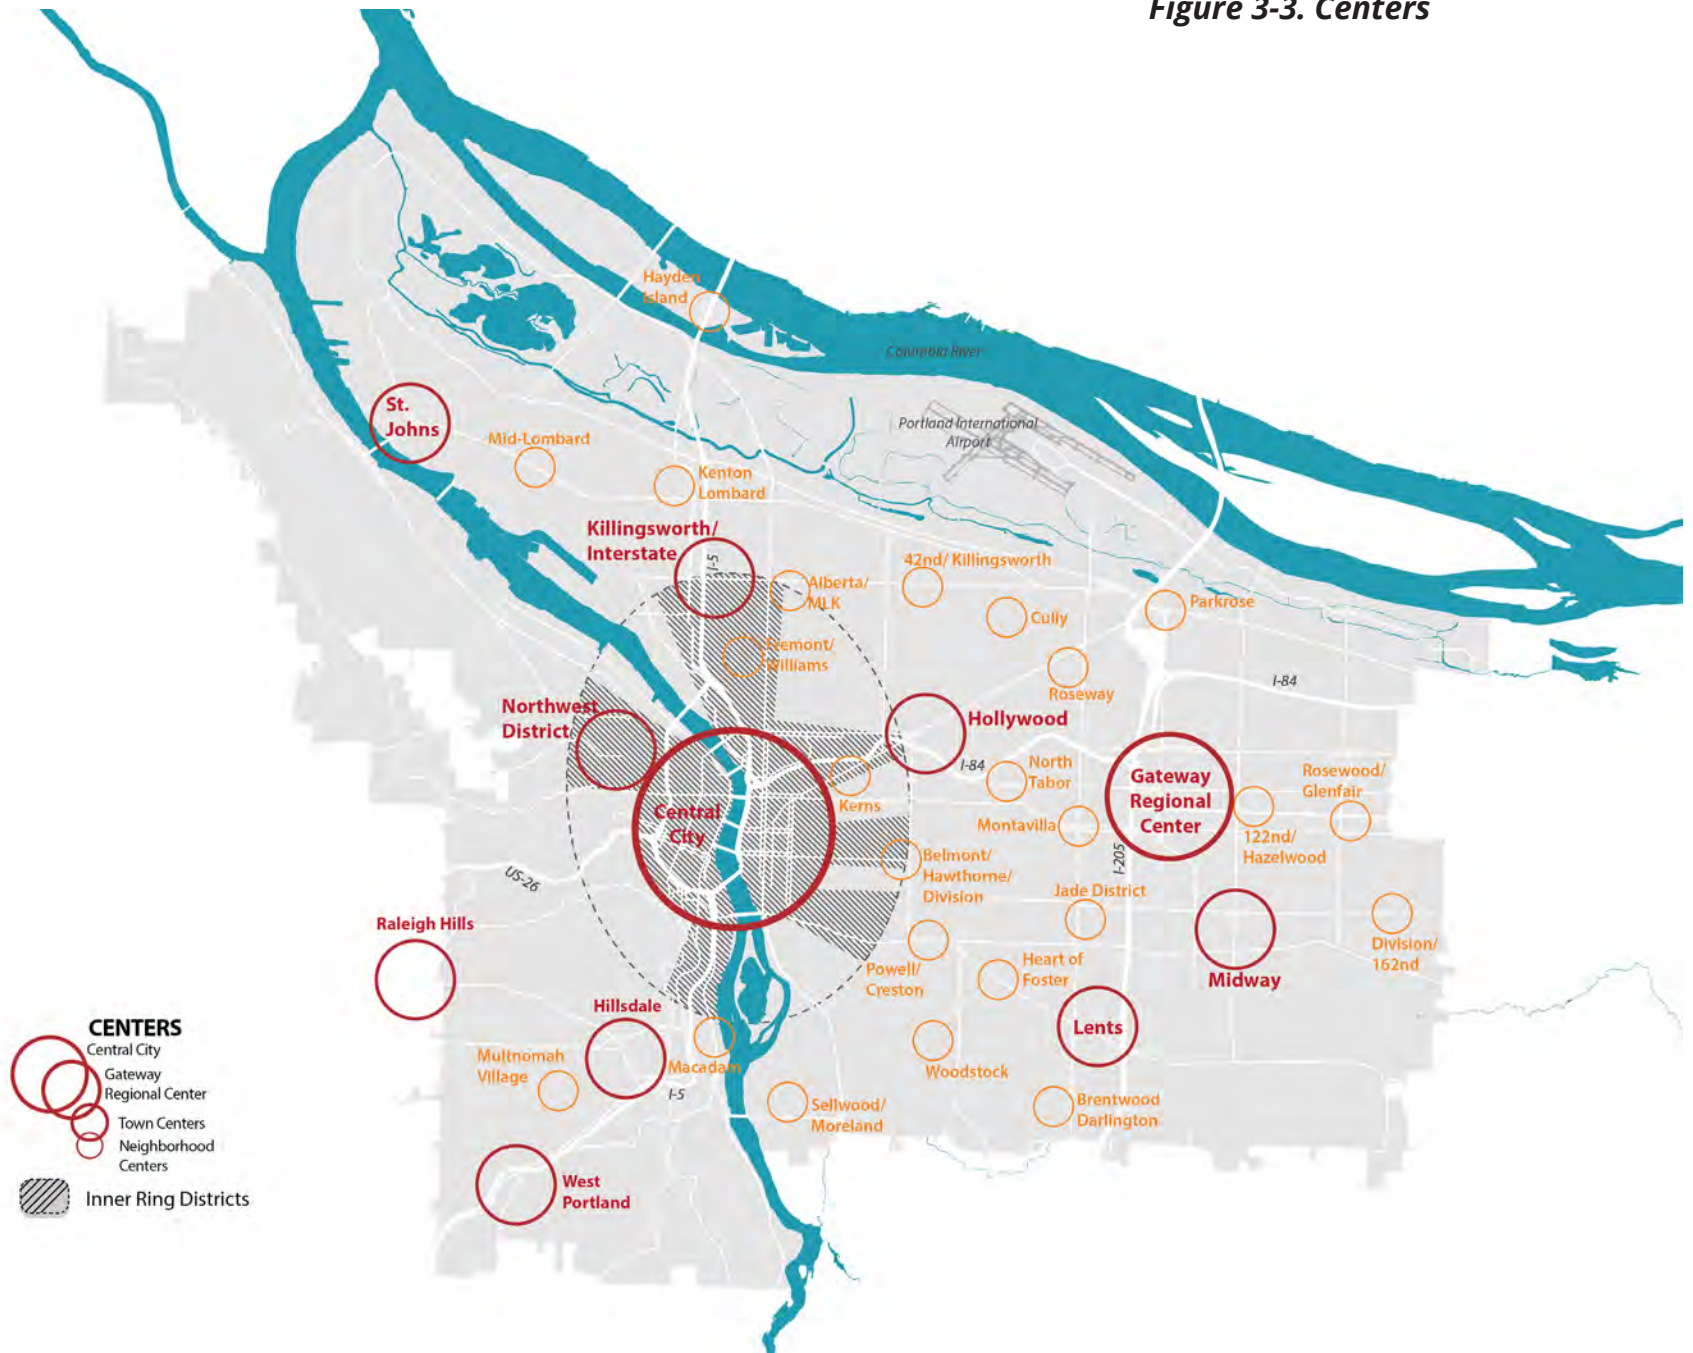 Figure 3-3. Centers
Hayden
Island
Columbia River
Portland International
Airport
St.
Johns
Mid-Lombard
Kenton
Lombard
Killingsworth/
Interstate
I-5
Alberta/
MLK
42nd/ Killingsworth
Cully
Parkrose
Fremont/
Williams
Roseway
I-84
Northwest
District
Hollywood
I-84
North
Tabor
Gateway
Regional
Center
Rosewood/
Glenfair
Central
City
Kerns
Montavilla
122nd/
Hazelwood
US-26
Belmont/
Hawthorne/
Division
I-205
Jade District
Raleigh Hills
Powell/
Creston
Heart of
Foster
Midway
Division/
162nd
Hillsdale
Lents
Multnomah
Village
Macadam
Woodstock
I-5
Sellwood/
Moreland
Brentwood
Darlington
West
Portland
CENTERS
Central City
Gateway
Regional Center
Town Centers
Neighborhood
Centers
Inner Ring Districts